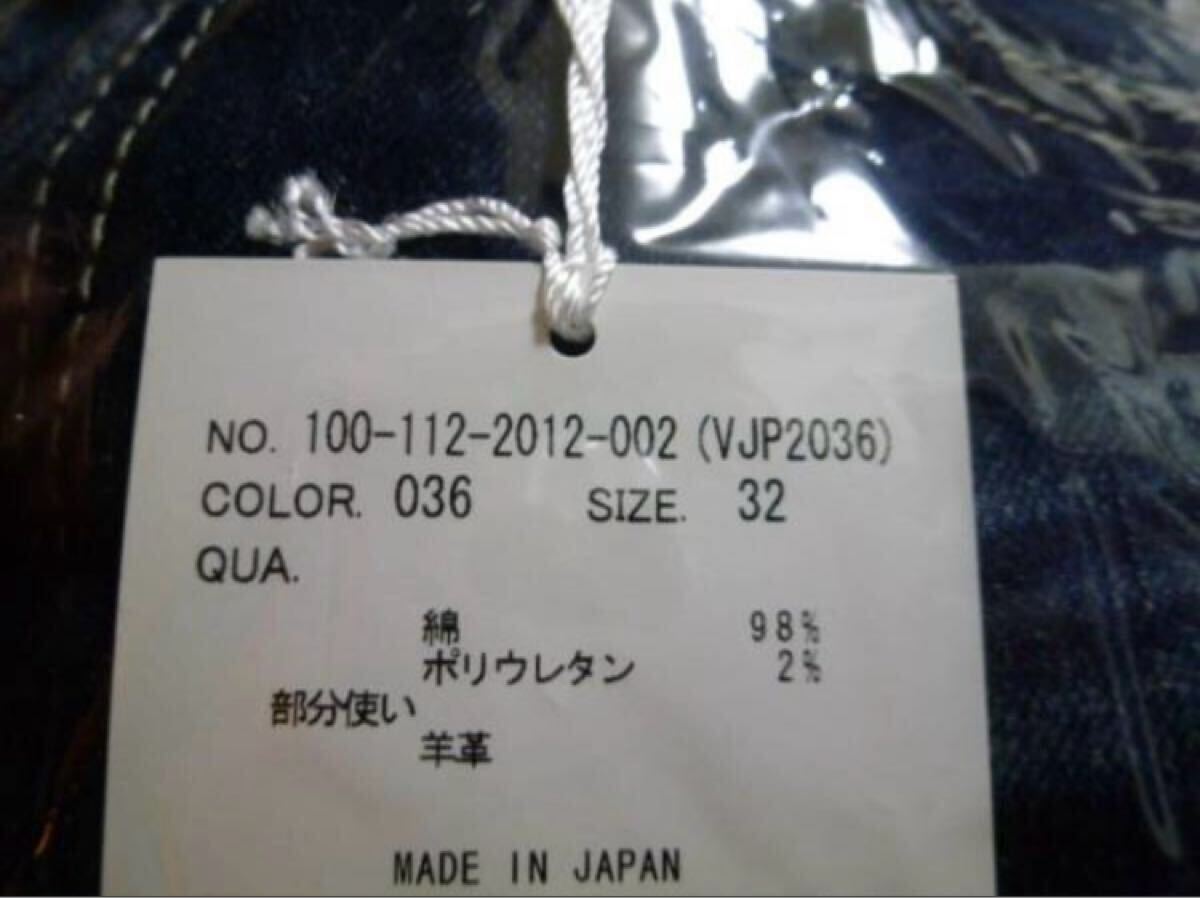 NO. 100-112-2012-002 (VJP2036)
COLOR. 036 SIZE. 32
QUA.
綿 98%
ポリウレタン 2%
部分使い
羊革
MADE IN JAPAN